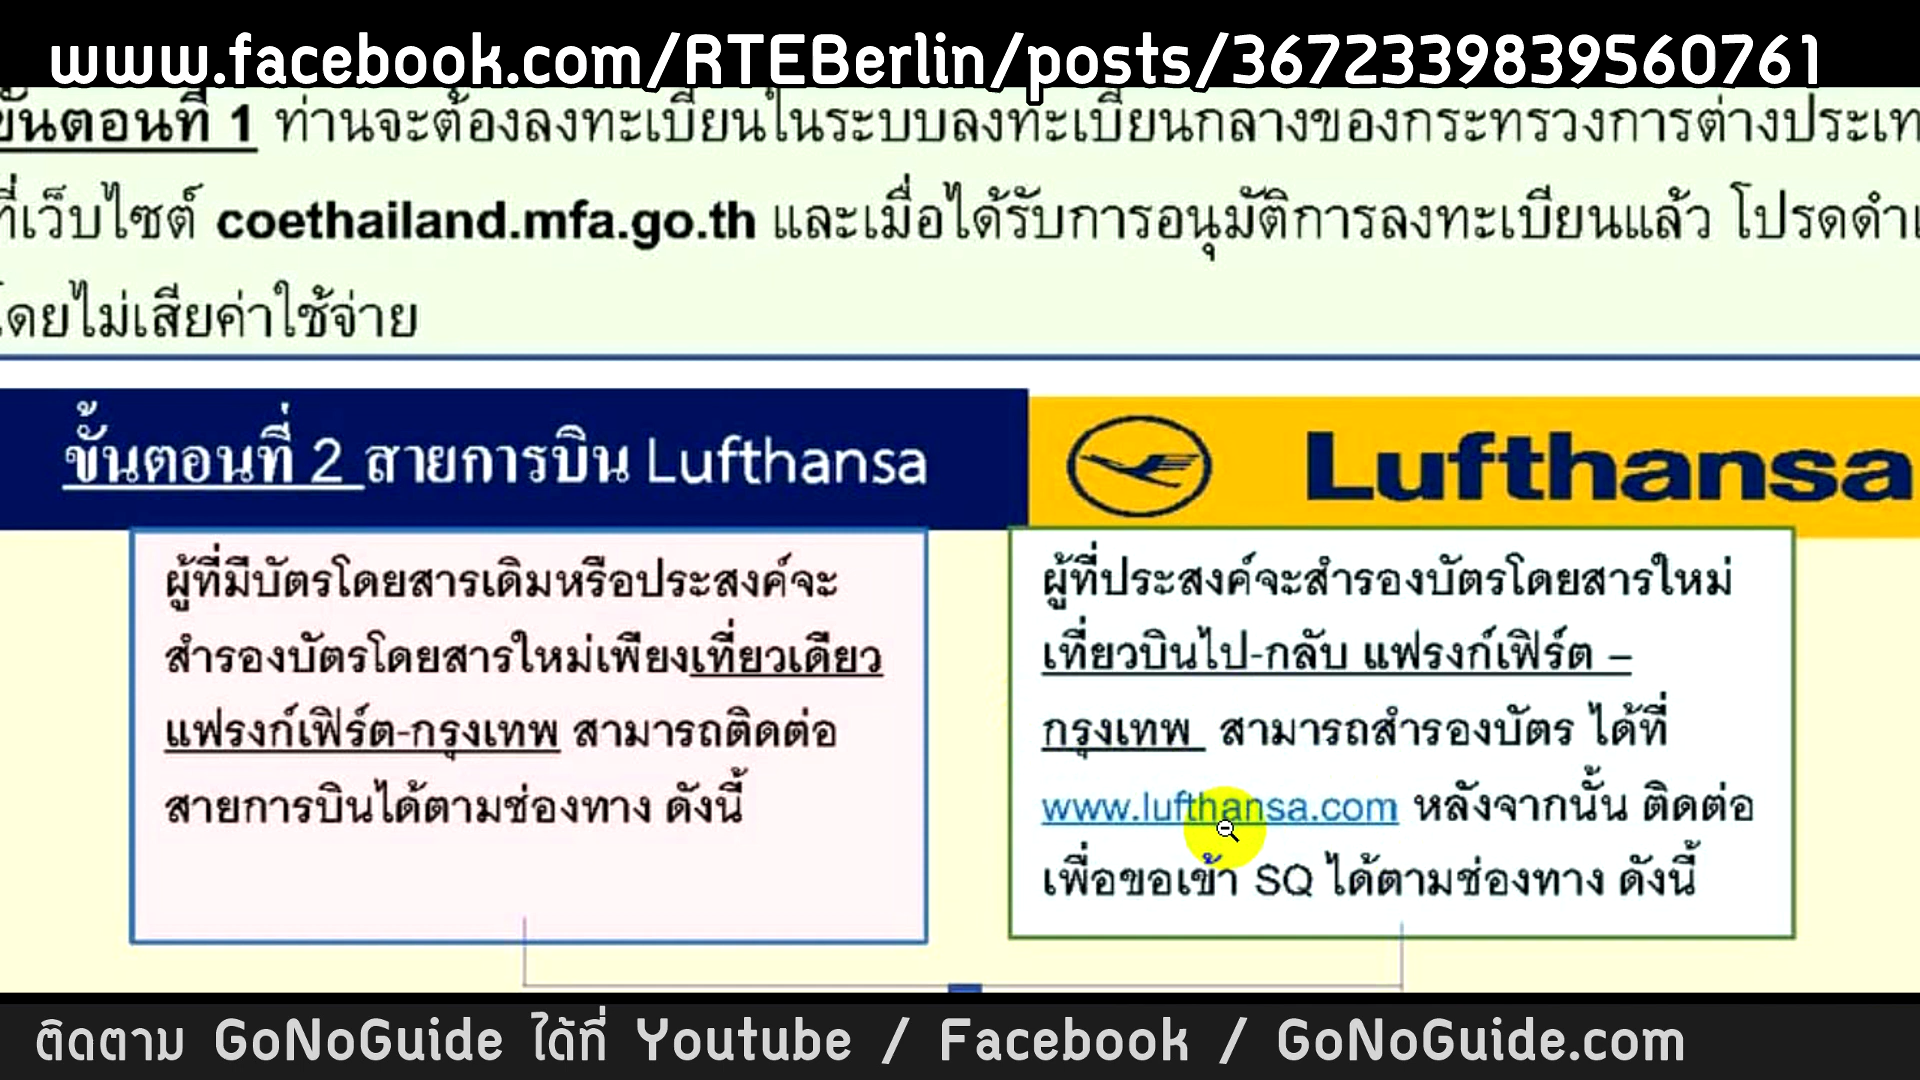 www.facebook.com/RTEBerlin/posts/3672339839560761
ขั้นตอนที่ 1 ท่านจะต้องลงทะเบียนในระบบลงทะเบียนกลางของกระทรวงการต่างประเท
ที่เว็บไซต์ coethailand.mfa.go.th และเมื่อได้รับการอนุมัติการลงทะเบียนแล้ว โปรดดำเ
โดยไม่เสียค่าใช้จ่าย
ขั้นตอนที่ 2 สายการบิน Lufthansa
Lufthansa
ผู้ที่มีบัตรโดยสารเดิมหรือประสงค์จะ
สำรองบัตรโดยสารใหม่เพียงเที่ยวเดียว
แฟรงก์เฟิร์ต-กรุงเทพ สามารถติดต่อ
สายการบินได้ตามช่องทาง ดังนี้
ผู้ที่ประสงค์จะสำรองบัตรโดยสารใหม่
เที่ยวบินไป-กลับ แฟรงก์เฟิร์ต –
กรุงเทพ สามารถสำรองบัตร ได้ที่
www.lufthansa.com หลังจากนั้น ติดต่อ
เพื่อขอเข้า SQ ได้ตามช่องทาง ดังนี้
ติดตาม GoNoGuide ได้ที่ Youtube / Facebook / GoNoGuide.com